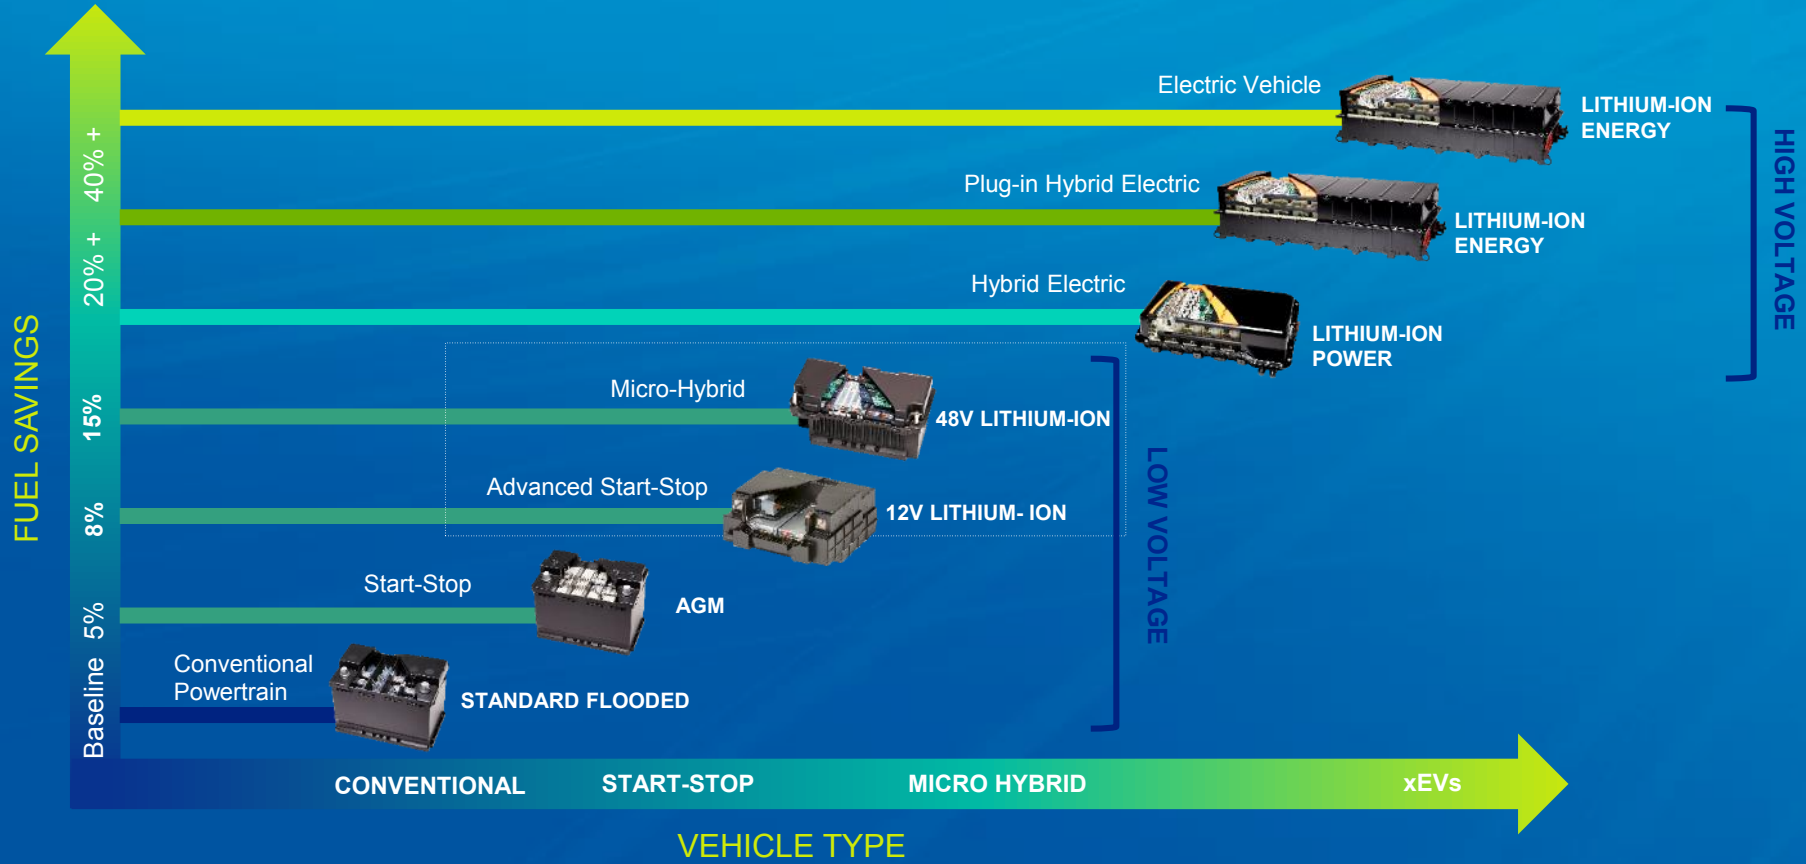 Electric Vehicle
LITHIUM-ION
ENERGY
Plug-in Hybrid Electric
LITHIUM-ION
ENERGY
Hybrid Electric
LITHIUM-ION
POWER
HIGH VOLTAGE
Micro-Hybrid
48V LITHIUM-ION
Advanced Start-Stop
12V LITHIUM- ION
Start-Stop
AGM
Conventional
Powertrain
STANDARD FLOODED
LOW VOLTAGE
FUEL SAVINGS
40% +
20% +
15%
8%
5%
Baseline
CONVENTIONAL
START-STOP
MICRO HYBRID
xEVs
VEHICLE TYPE